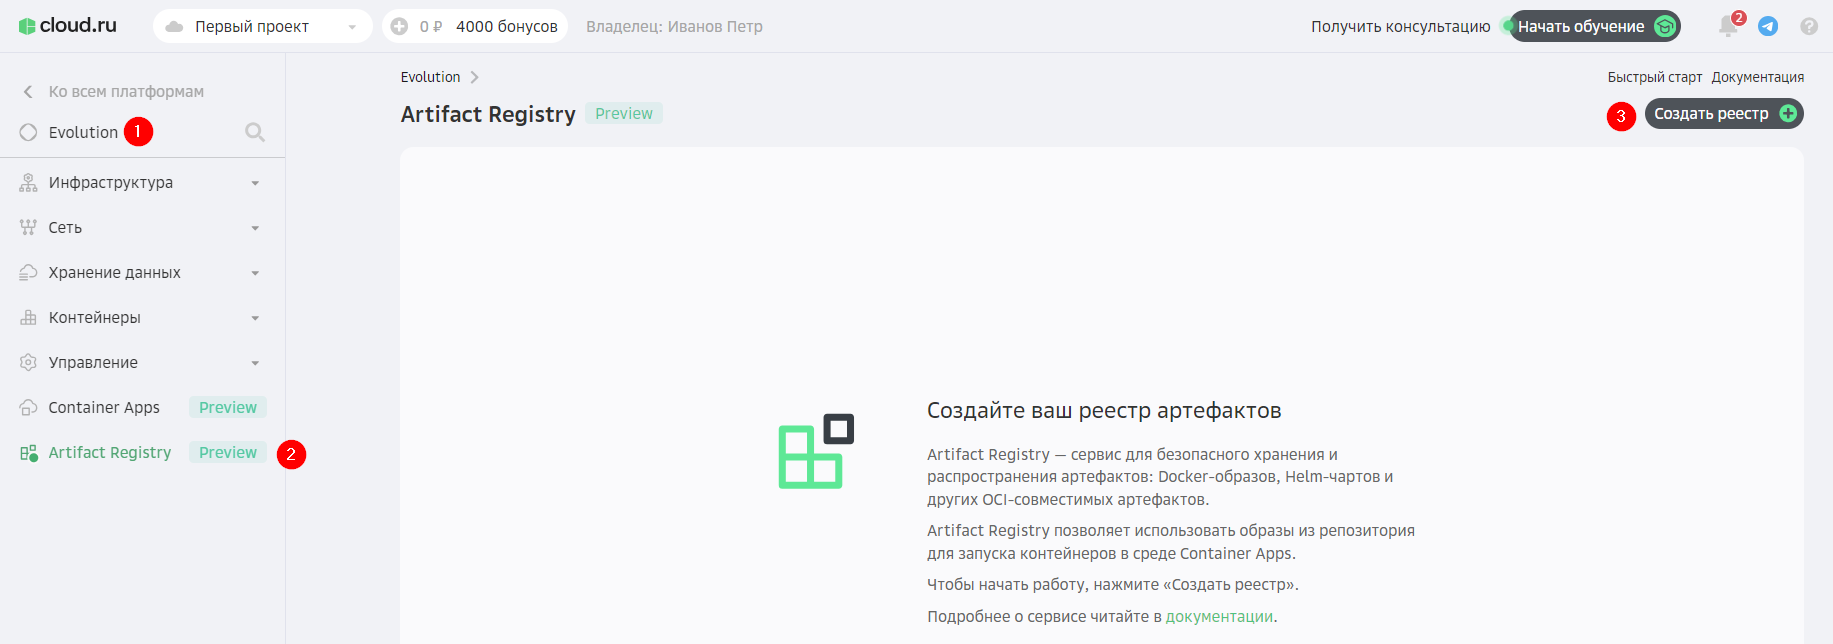 cloud.ru
Первый проект
0 ₽ 4000 бонусов
Владелец: Иванов Петр
Получить консультацию
Начать обучение
2
?
Ко всем платформам
Evolution 1
Инфраструктура
Сеть
Хранение данных
Контейнеры
Управление
Container Apps Preview
Artifact Registry Preview 2
Evolution
Быстрый старт Документация
Artifact Registry Preview
3 Создать реестр
Создайте ваш реестр артефактов
Artifact Registry — сервис для безопасного хранения и
распространения артефактов: Docker-образов, Helm-чартов и
других OCI-совместимых артефактов.
Artifact Registry позволяет использовать образы из репозитория
для запуска контейнеров в среде Container Apps.
Чтобы начать работу, нажмите «Создать реестр».
Подробнее о сервисе читайте в документации.